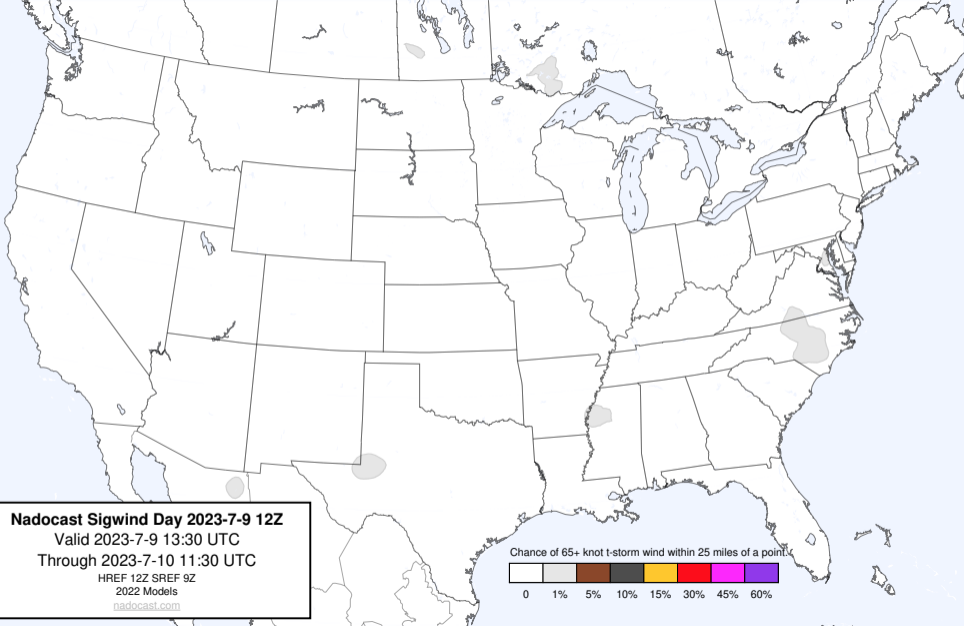 Nadocast Sigwind Day 2023-7-9 12Z
Valid 2023-7-9 13:30 UTC
Through 2023-7-10 11:30 UTC
HREF 12Z SREF 9Z
2022 Models
nadocast.com
Chance of 65+ knot t-storm wind within 25 miles of a point.
0 1% 5% 10% 15% 30% 45% 60%